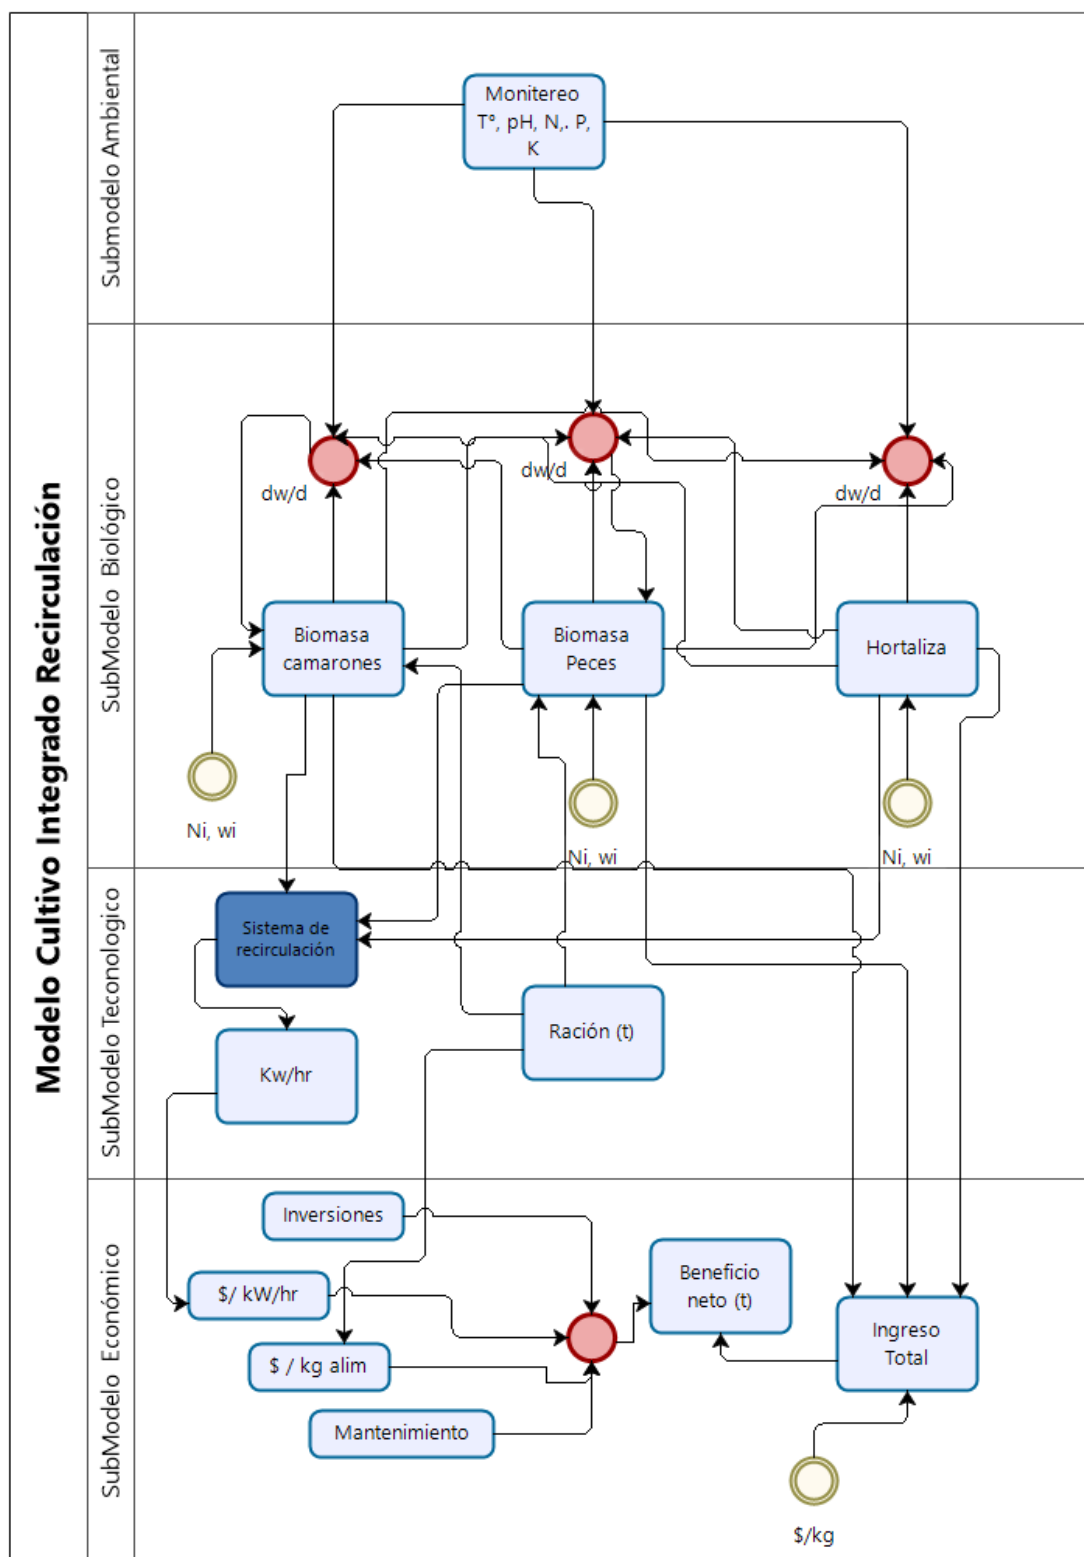 Modelo Cultivo Integrado Recirculación
Submodelo Ambiental
Monitereo
T°, pH, N,. P,
K
SubModelo Biológico
dw/d
dw/d
dw/d
Biomasa
camarones
Biomasa
Peces
Hortaliza
Ni, wi
Ni, wi
Ni, wi
SubModelo Teconologico
Sistema de
recirculación
Kw/hr
Ración (t)
SubModelo Económico
Inversiones
$/ kW/hr
$ / kg alim
Mantenimiento
Beneficio
neto (t)
Ingreso
Total
$/kg